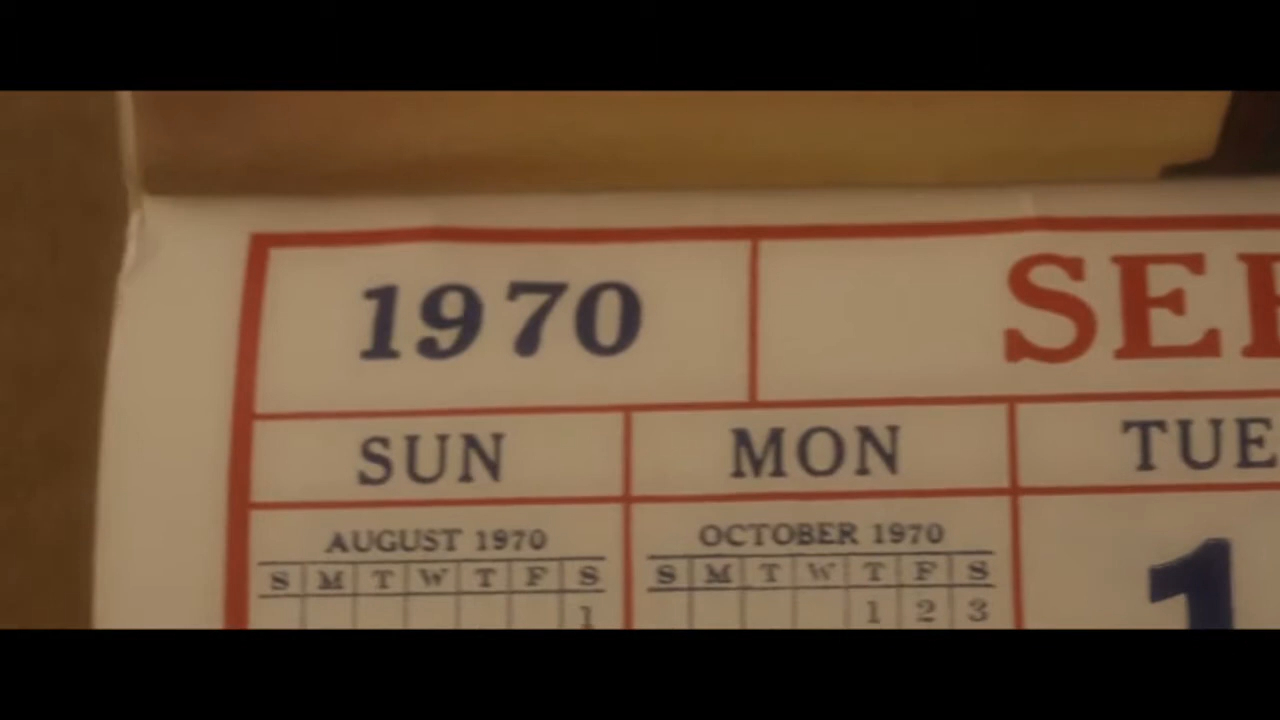 1970 SE
SUN MON TUE
AUGUST 1970 OCTOBER 1970
S M T W T F S S M T W T F S 1
1 1 2 3